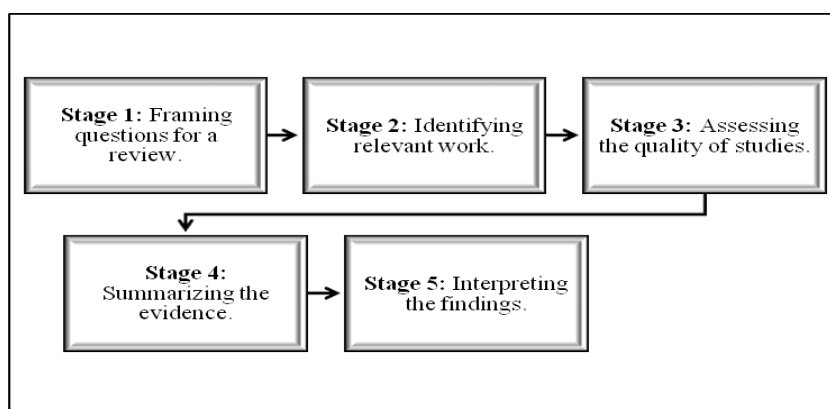 Stage 1: Framing
questions for a
review.
Stage 2: Identifying
relevant work.
Stage 3: Assessing
the quality of studies.
Stage 4:
Summarizing the
evidence.
Stage 5: Interpreting
the findings.